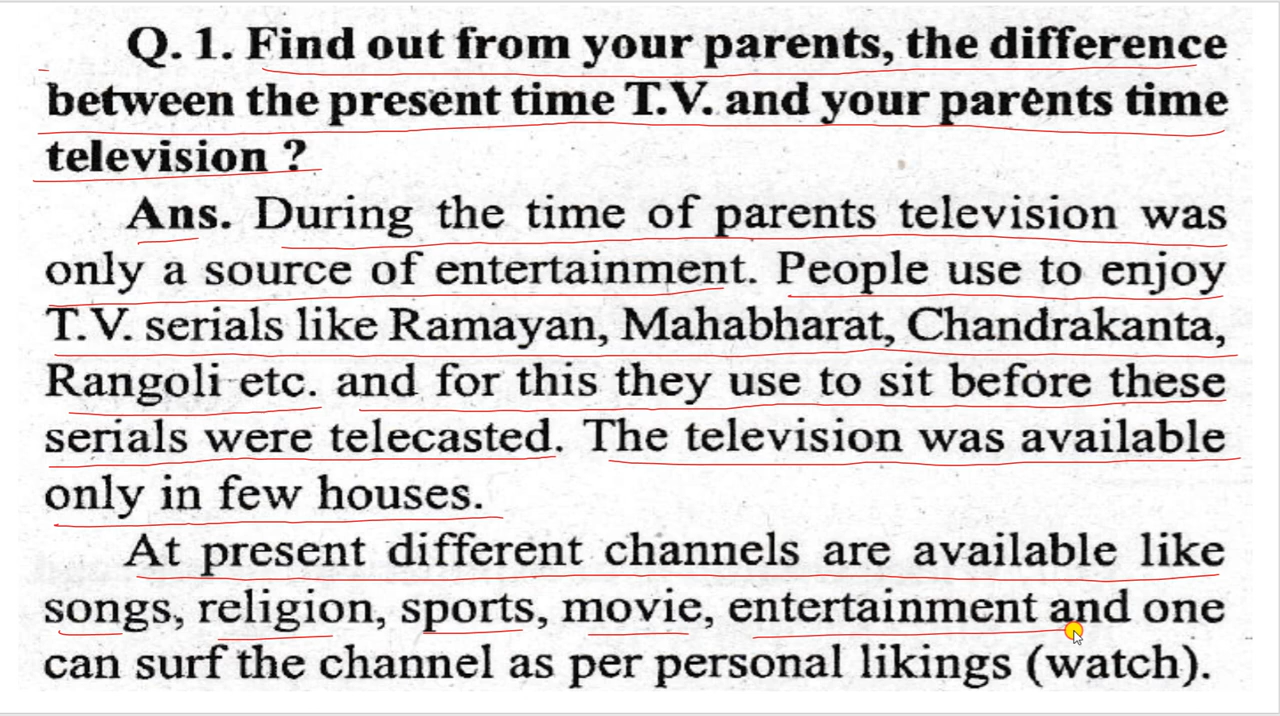 Q. 1. Find out from your parents, the difference
between the present time T.V. and your parents time
television ?
Ans. During the time of parents television was
only a source of entertainment. People use to enjoy
T.V. serials like Ramayan, Mahabharat, Chandrakanta,
Rangoli etc. and for this they use to sit before these
serials were telecasted. The television was available
only in few houses.
At present different channels are available like
songs, religion, sports, movie, entertainment and one
can surf the channel as per personal likings (watch).